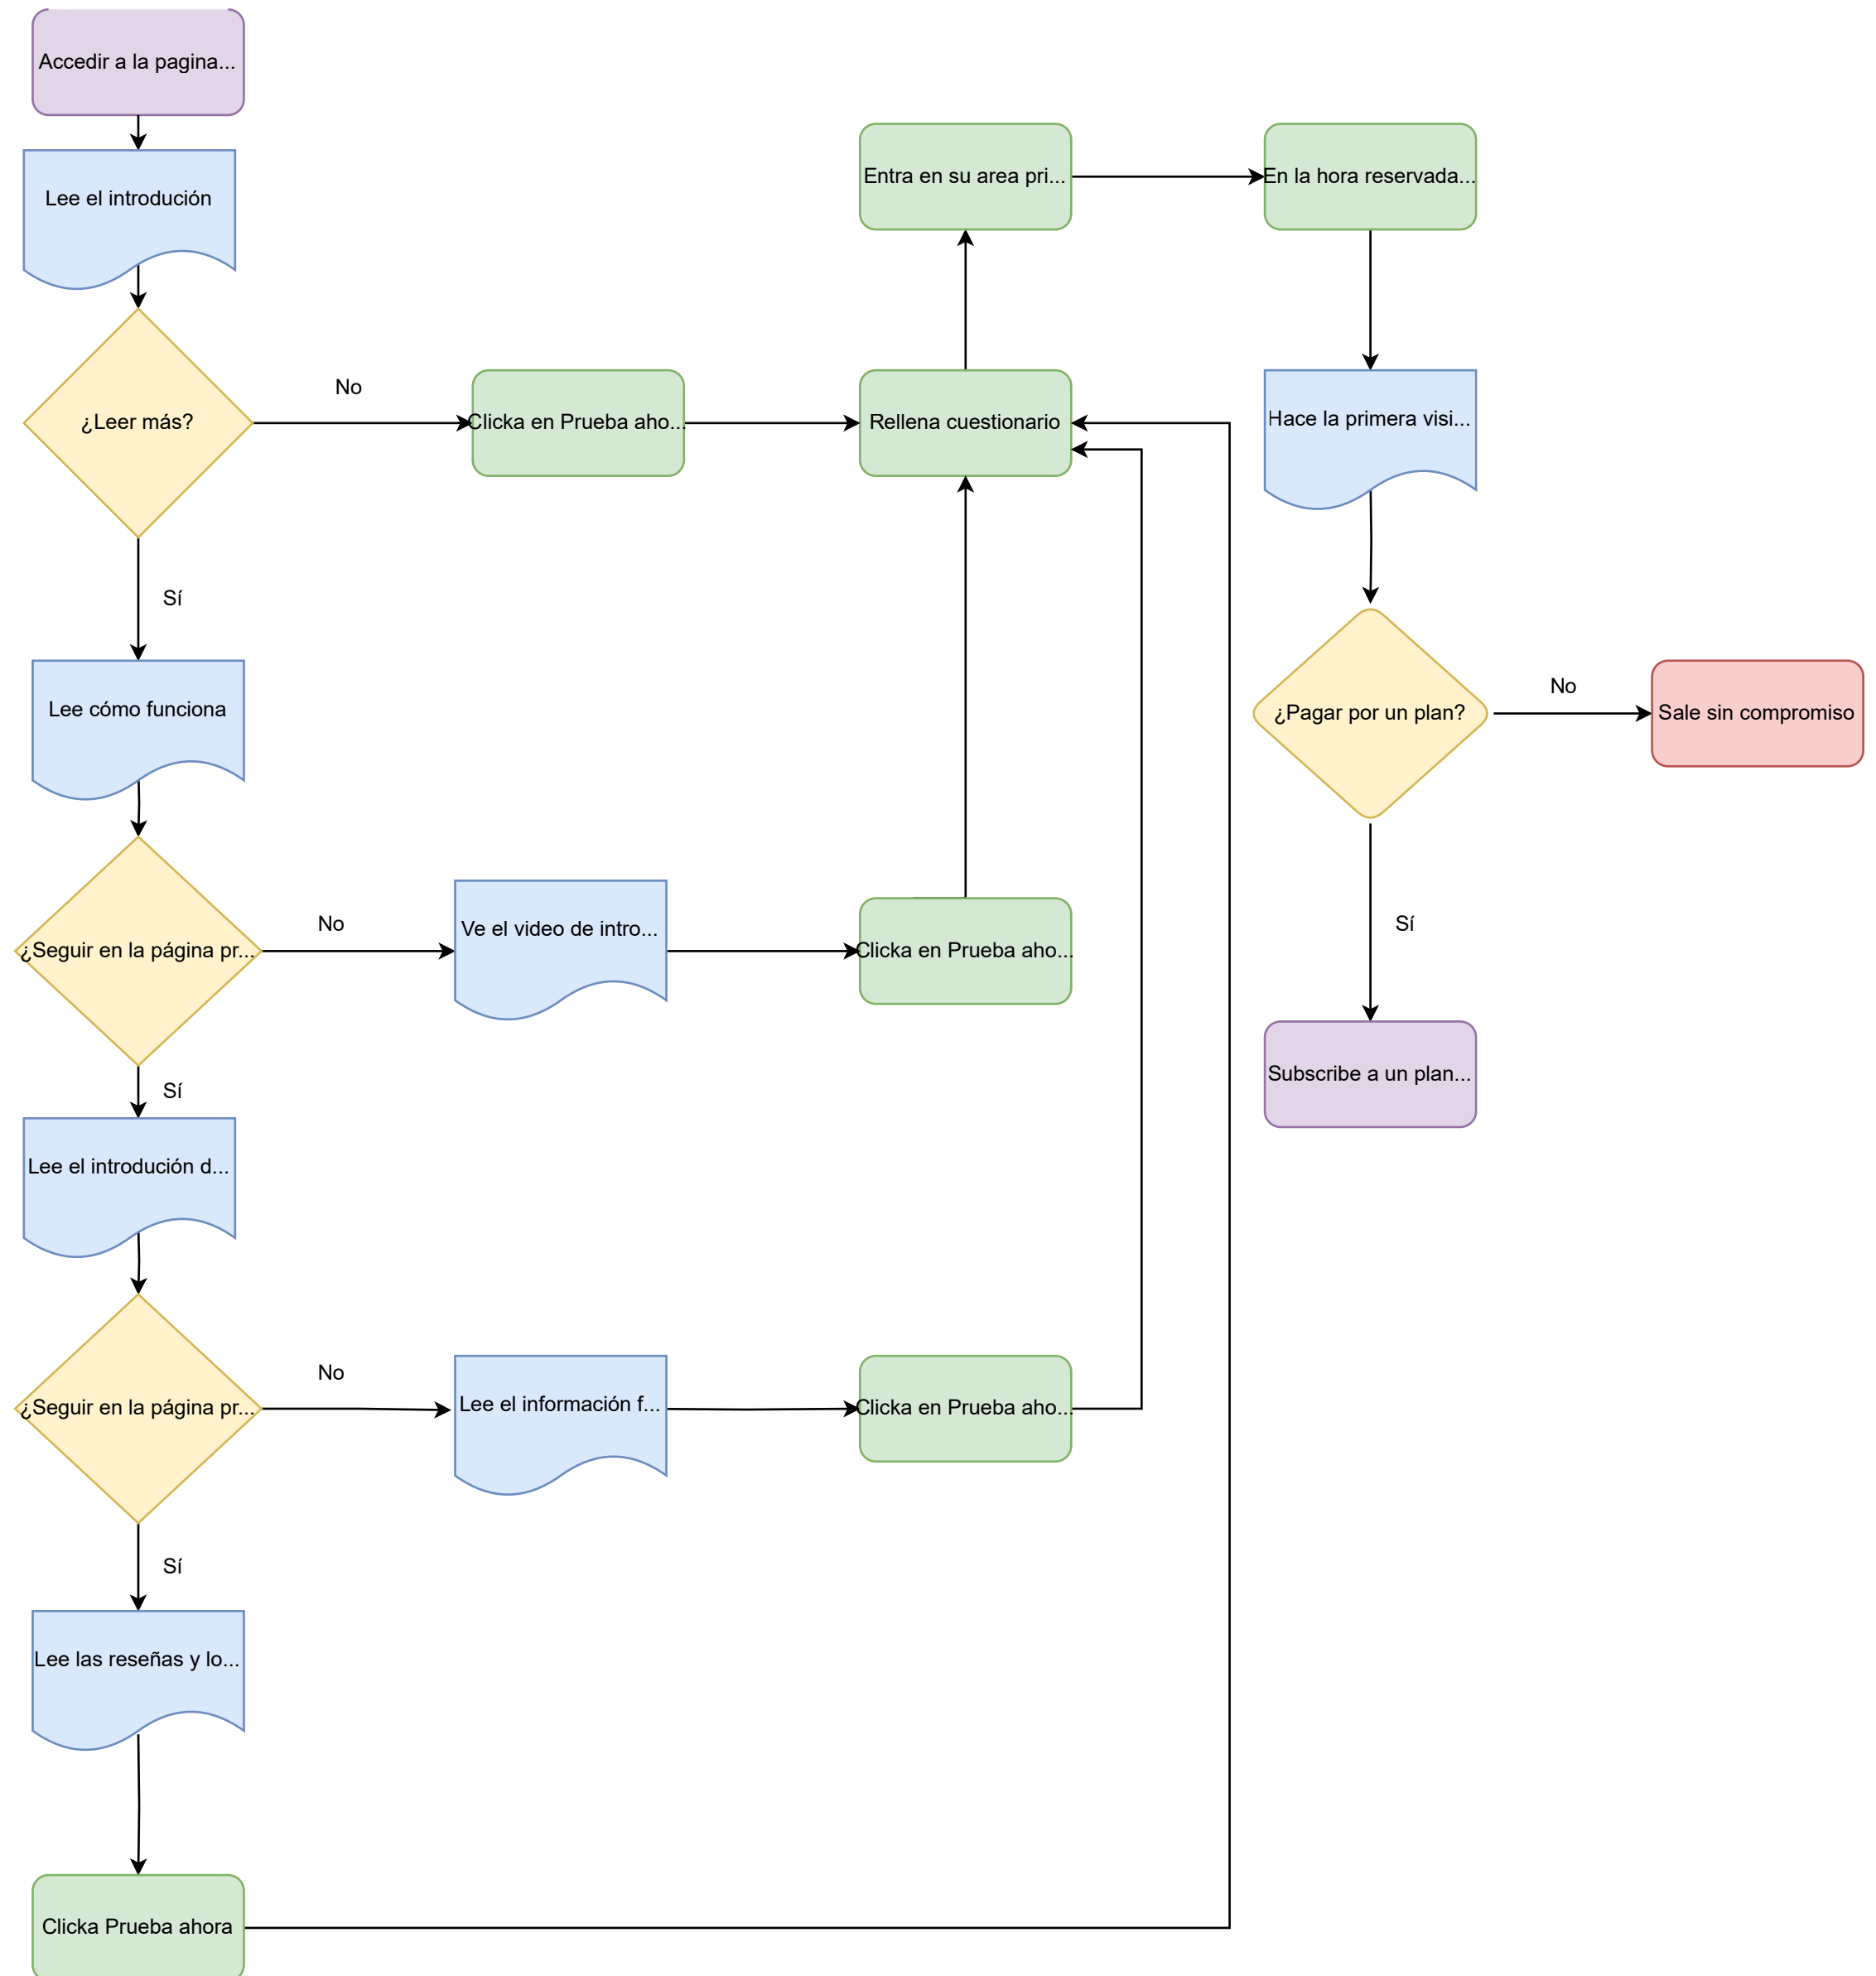 Accedir a la pagina...
Lee el introdución
¿Leer más?
No
Clicka en Prueba aho...
Rellena cuestionario
Entra en su area pri...
En la hora reservada...
Hace la primera visi...
Sí
Lee cómo funciona
¿Pagar por un plan?
No
Sale sin compromiso
¿Seguir en la página pr...
No
Ve el video de intro...
Clicka en Prueba aho...
Sí
Subscribe a un plan...
Sí
Lee el introdución d...
¿Seguir en la página pr...
No
Lee el información f...
Clicka en Prueba aho...
Sí
Lee las reseñas y lo...
Clicka Prueba ahora